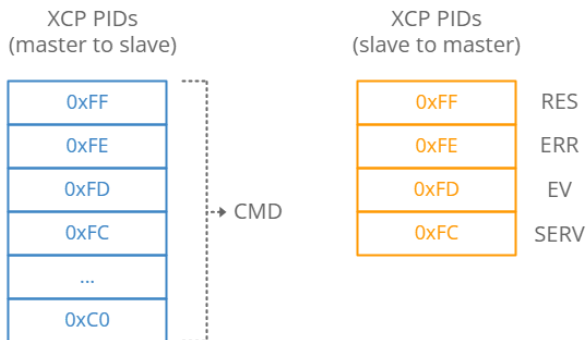 XCP PIDs
(master to slave)
0xFF
0xFE
0xFD
0xFC
...
0xC0
CMD
XCP PIDs
(slave to master)
0xFF RES
0xFE ERR
0xFD EV
0xFC SERV